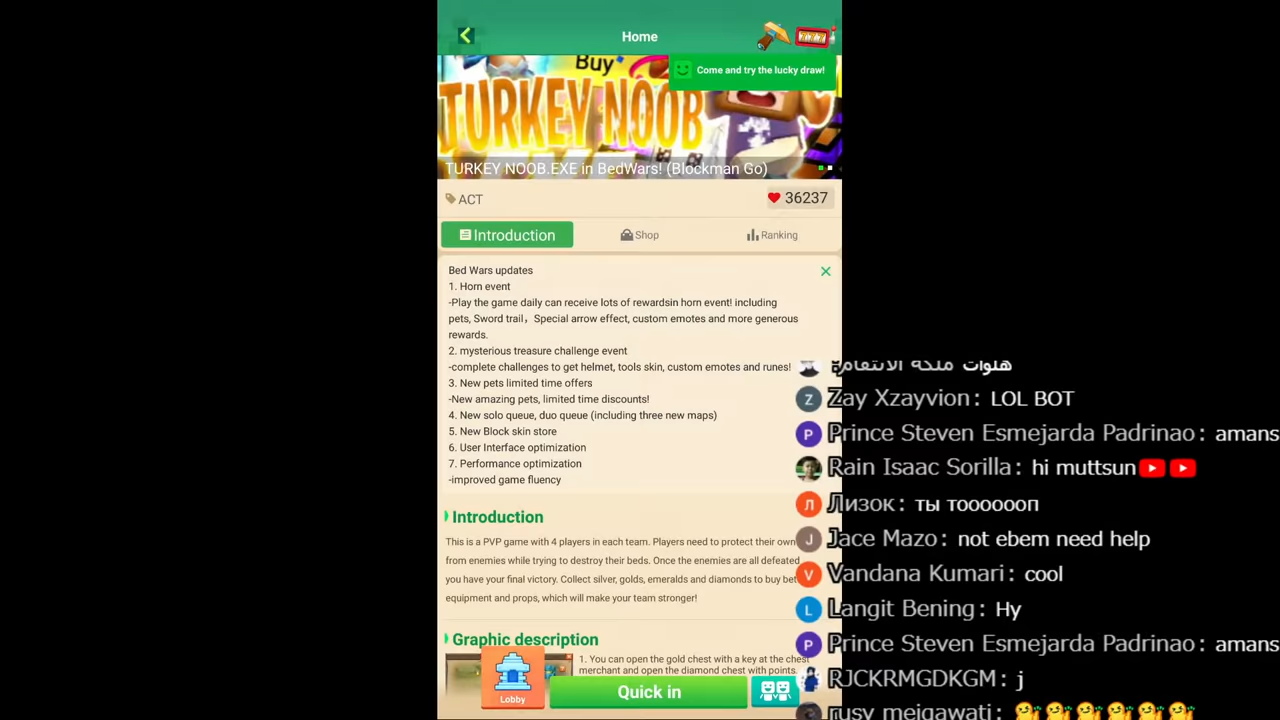 Home
Come and try the lucky draw!
Buy
TURKEY NOOB
TURKEY NOOB.EXE in BedWars! (Blockman Go)
ACT
36237
Introduction
Shop
Ranking
Bed Wars updates
1. Horn event
-Play the game daily can receive lots of rewardsin horn event! including
pets, Sword trail，Special arrow effect, custom emotes and more generous
rewards.
2. mysterious treasure challenge event
-complete challenges to get helmet, tools skin, custom emotes and runes!
3. New pets limited time offers
-New amazing pets, limited time discounts!
4. New solo queue, duo queue (including three new maps)
5. New Block skin store
6. User Interface optimization
7. Performance optimization
-improved game fluency
Introduction
This is a PVP game with 4 players in each team. Players need to protect their own
from enemies while trying to destroy their beds. Once the enemies are all defeated
you have your final victory. Collect silver, golds, emeralds and diamonds to buy bet
equipment and props, which will make your team stronger!
Graphic description
1. You can open the gold chest with a key at the chest
merchant and open the diamond chest with points.
Lobby
Quick in
ملكة الانتقام: هلوات
Z Zay Xzayvion: LOL BOT
P Prince Steven Esmejarda Padrinao: amans
Rain Isaac Sorilla: hi muttsun
Л Лизок: ты тооооооп
J Jace Mazo: not ebem need help
V Vandana Kumari: cool
L Langit Bening: Hy
P Prince Steven Esmejarda Padrinao: amans
RJCKRMGDKGM: j
rusy meigawati: